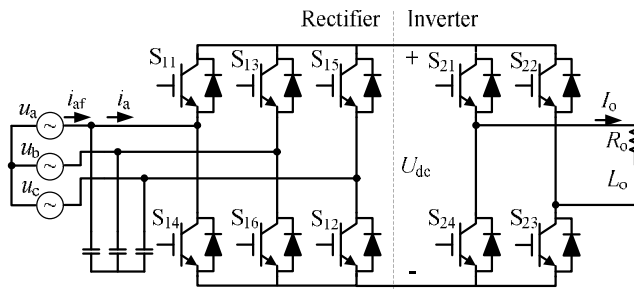 Rectifier Inverter
S11 S13 S15 + S21 S22
ua iaf ia Io
ub Ro
uc Udc Lo
S14 S16 S12 S24 S23
-